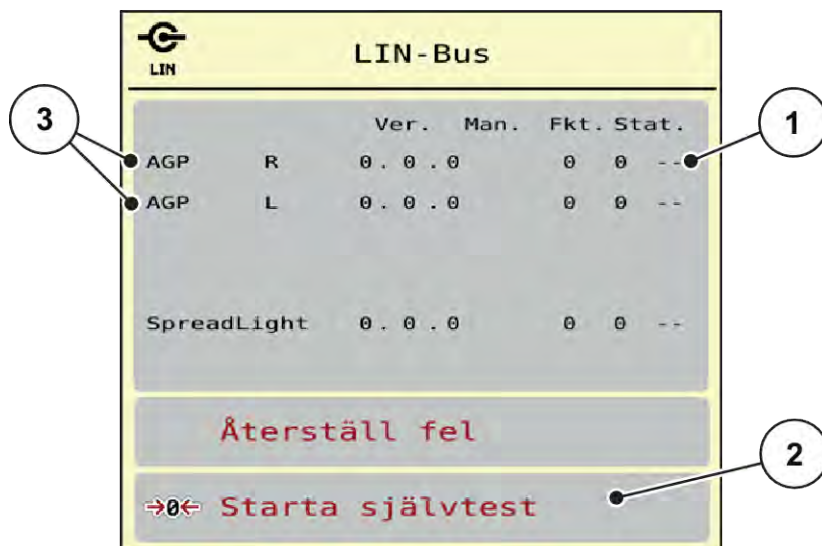 LIN
LIN-Bus
3
1
Ver. Man. Fkt. Stat.
AGP R 0.0.0 0 0 --
AGP L 0.0.0 0 0 --
SpreadLight 0.0.0 0 0 --
Återställ fel
2
→0← Starta självtest